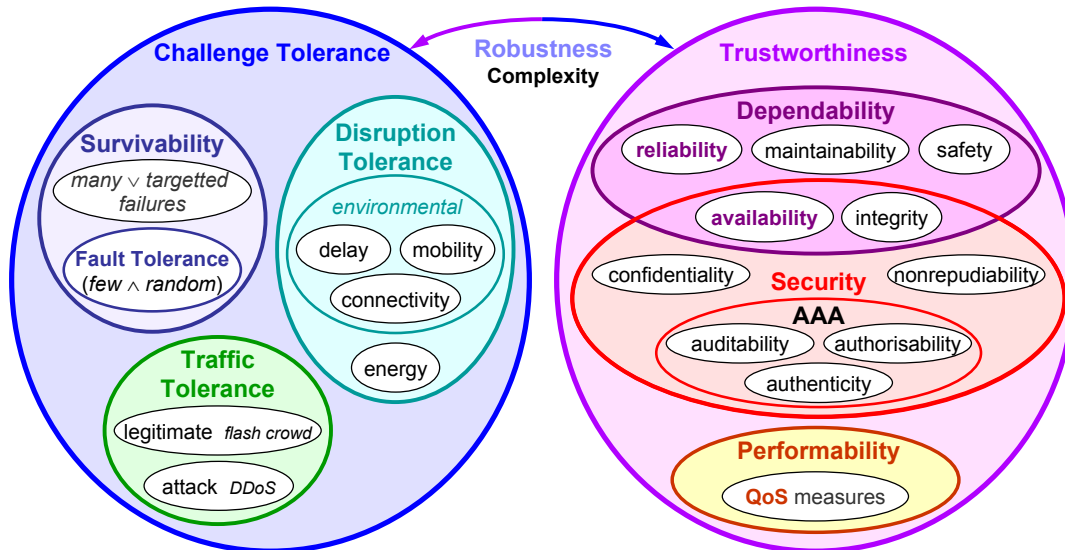 Challenge Tolerance
Robustness
Complexity
Trustworthiness
Survivability
many ∨ targetted
failures
Fault Tolerance
(few ∧ random)
Disruption
Tolerance
environmental
delay
mobility
connectivity
energy
Traffic
Tolerance
legitimate flash crowd
attack DDoS
Dependability
reliability
maintainability
safety
availability
integrity
confidentiality
Security
nonrepudiability
AAA
auditability
authorisability
authenticity
Performability
QoS measures